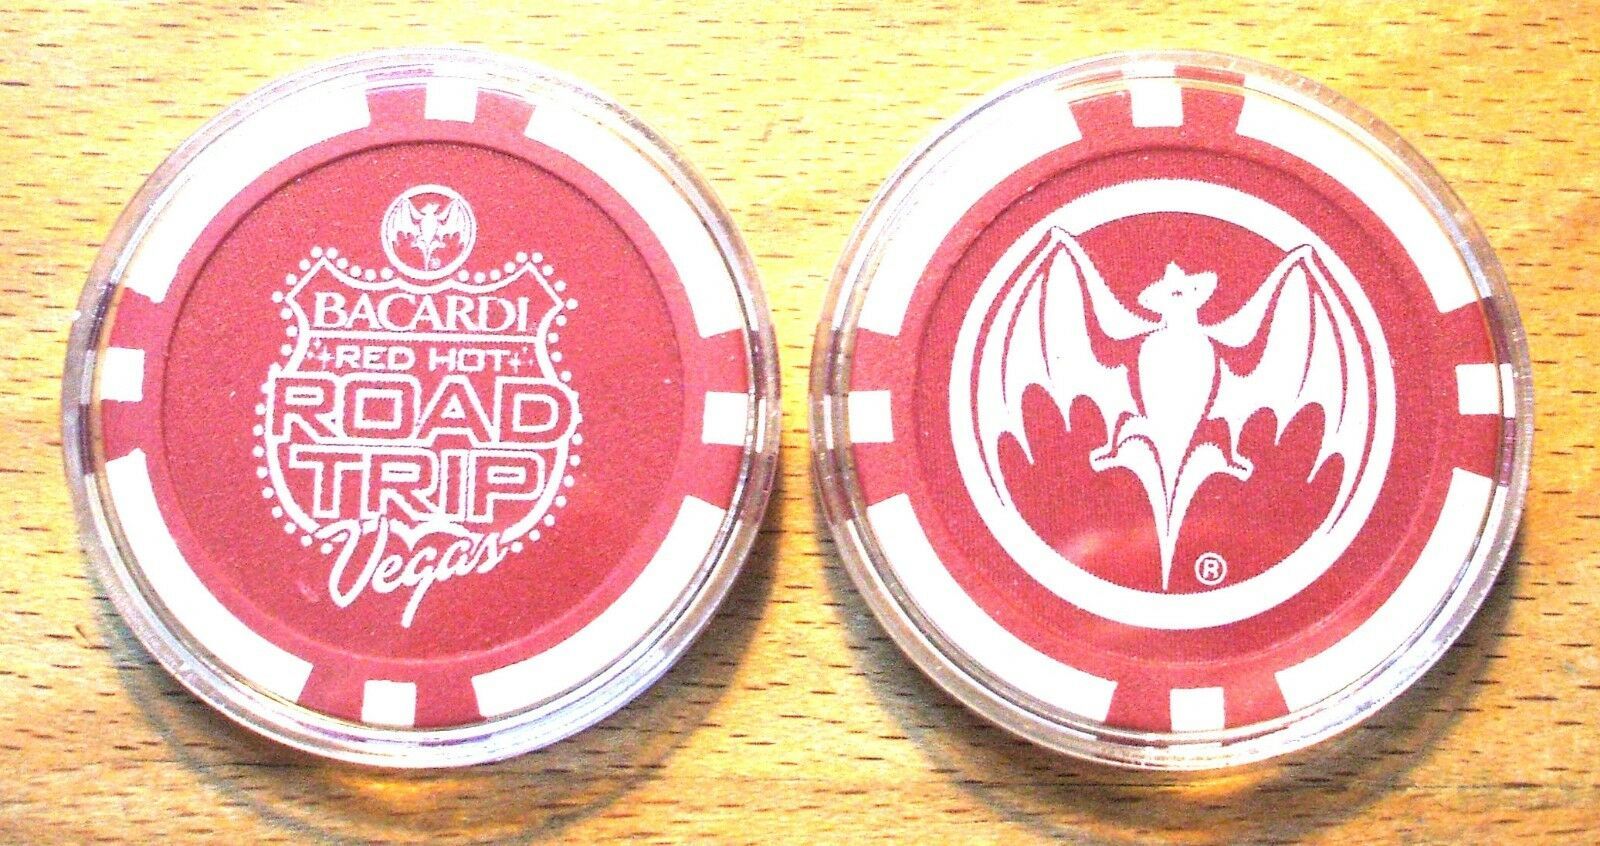 BACARDI
RED HOT
ROAD
TRIP
Vegas
®